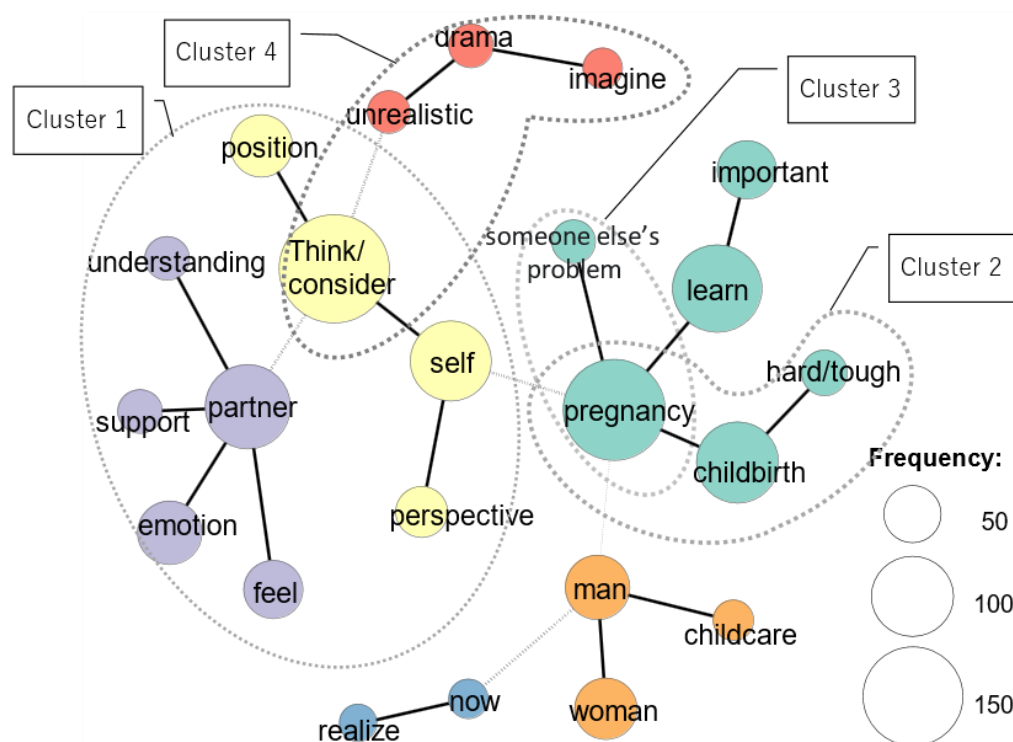 drama
Cluster 4
imagine
Cluster 3
Cluster 1
unrealistic
position
important
someone else's
problem
understanding
Think/
consider
Cluster 2
learn
self
hard/tough
partner
pregnancy
support
childbirth
Frequency:
perspective
emotion
50
feel
man
100
childcare
now
woman
150
realize